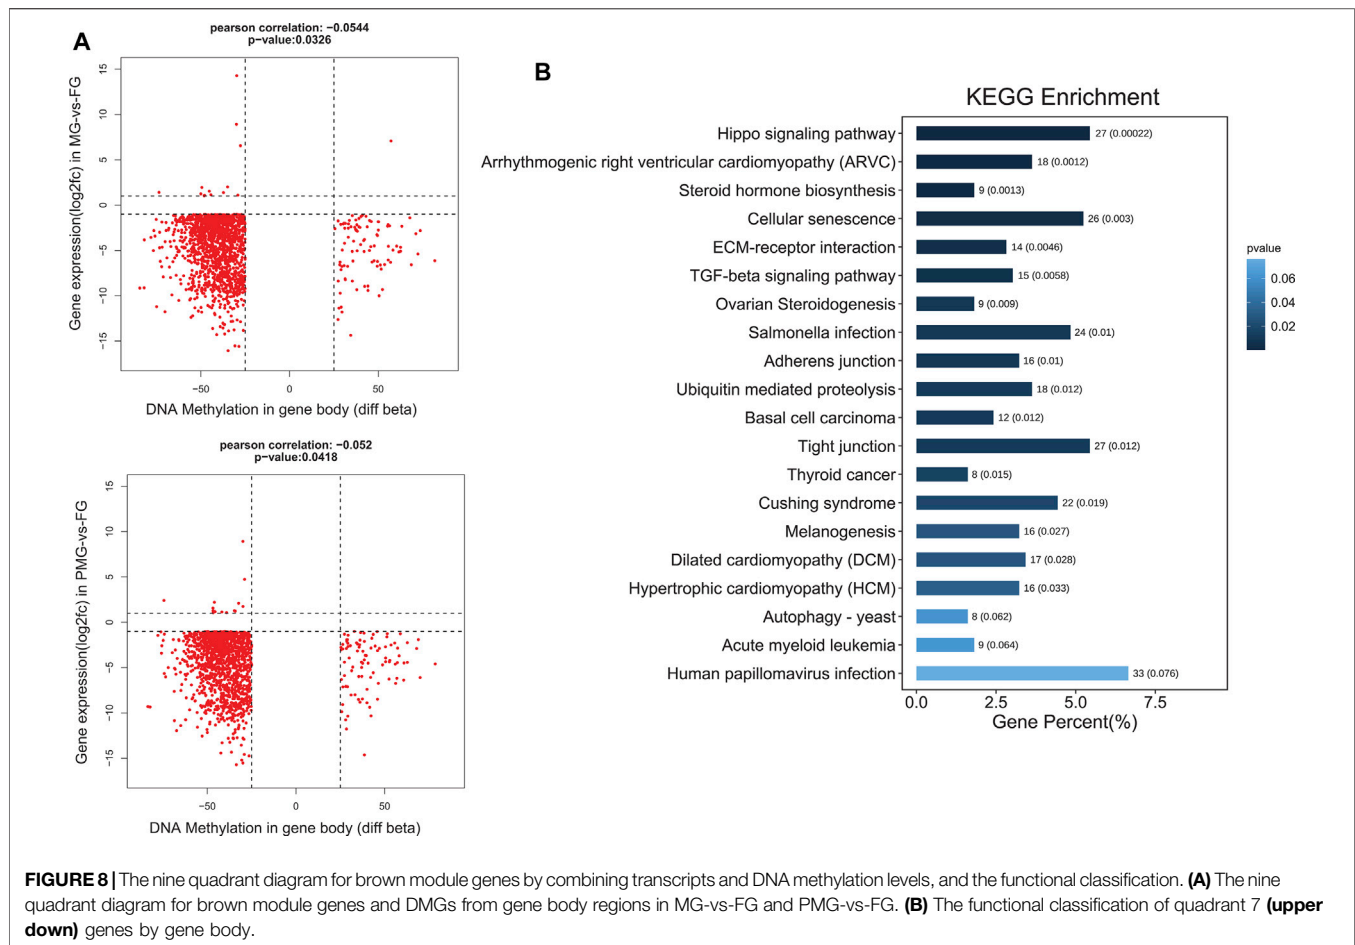 A
pearson correlation: −0.0544
p−value:0.0326
Gene expression(log2fc) in MG-vs-FG
15
10
5
0
−5
−10
−15
−50 0 50
DNA Methylation in gene body (diff beta)
pearson correlation: −0.052
p−value:0.0418
Gene expression(log2fc) in PMG-vs-FG
15
10
5
0
−5
−10
−15
−50 0 50
DNA Methylation in gene body (diff beta)
B
KEGG Enrichment
Hippo signaling pathway 27 (0.00022)
Arrhythmogenic right ventricular cardiomyopathy (ARVC) 18 (0.0012)
Steroid hormone biosynthesis 9 (0.0013)
Cellular senescence 26 (0.003)
ECM-receptor interaction 14 (0.0046)
TGF-beta signaling pathway 15 (0.0058)
Ovarian Steroidogenesis 9 (0.009)
Salmonella infection 24 (0.01)
Adherens junction 16 (0.01)
Ubiquitin mediated proteolysis 18 (0.012)
Basal cell carcinoma 12 (0.012)
Tight junction 27 (0.012)
Thyroid cancer 8 (0.015)
Cushing syndrome 22 (0.019)
Melanogenesis 16 (0.027)
Dilated cardiomyopathy (DCM) 17 (0.028)
Hypertrophic cardiomyopathy (HCM) 16 (0.033)
Autophagy - yeast 8 (0.062)
Acute myeloid leukemia 9 (0.064)
Human papillomavirus infection 33 (0.076)
0.0 2.5 5.0 7.5
Gene Percent(%)
pvalue
0.06
0.04
0.02
FIGURE 8 | The nine quadrant diagram for brown module genes by combining transcripts and DNA methylation levels, and the functional classification. (A) The nine
quadrant diagram for brown module genes and DMGs from gene body regions in MG-vs-FG and PMG-vs-FG. (B) The functional classification of quadrant 7 (upper
down) genes by gene body.